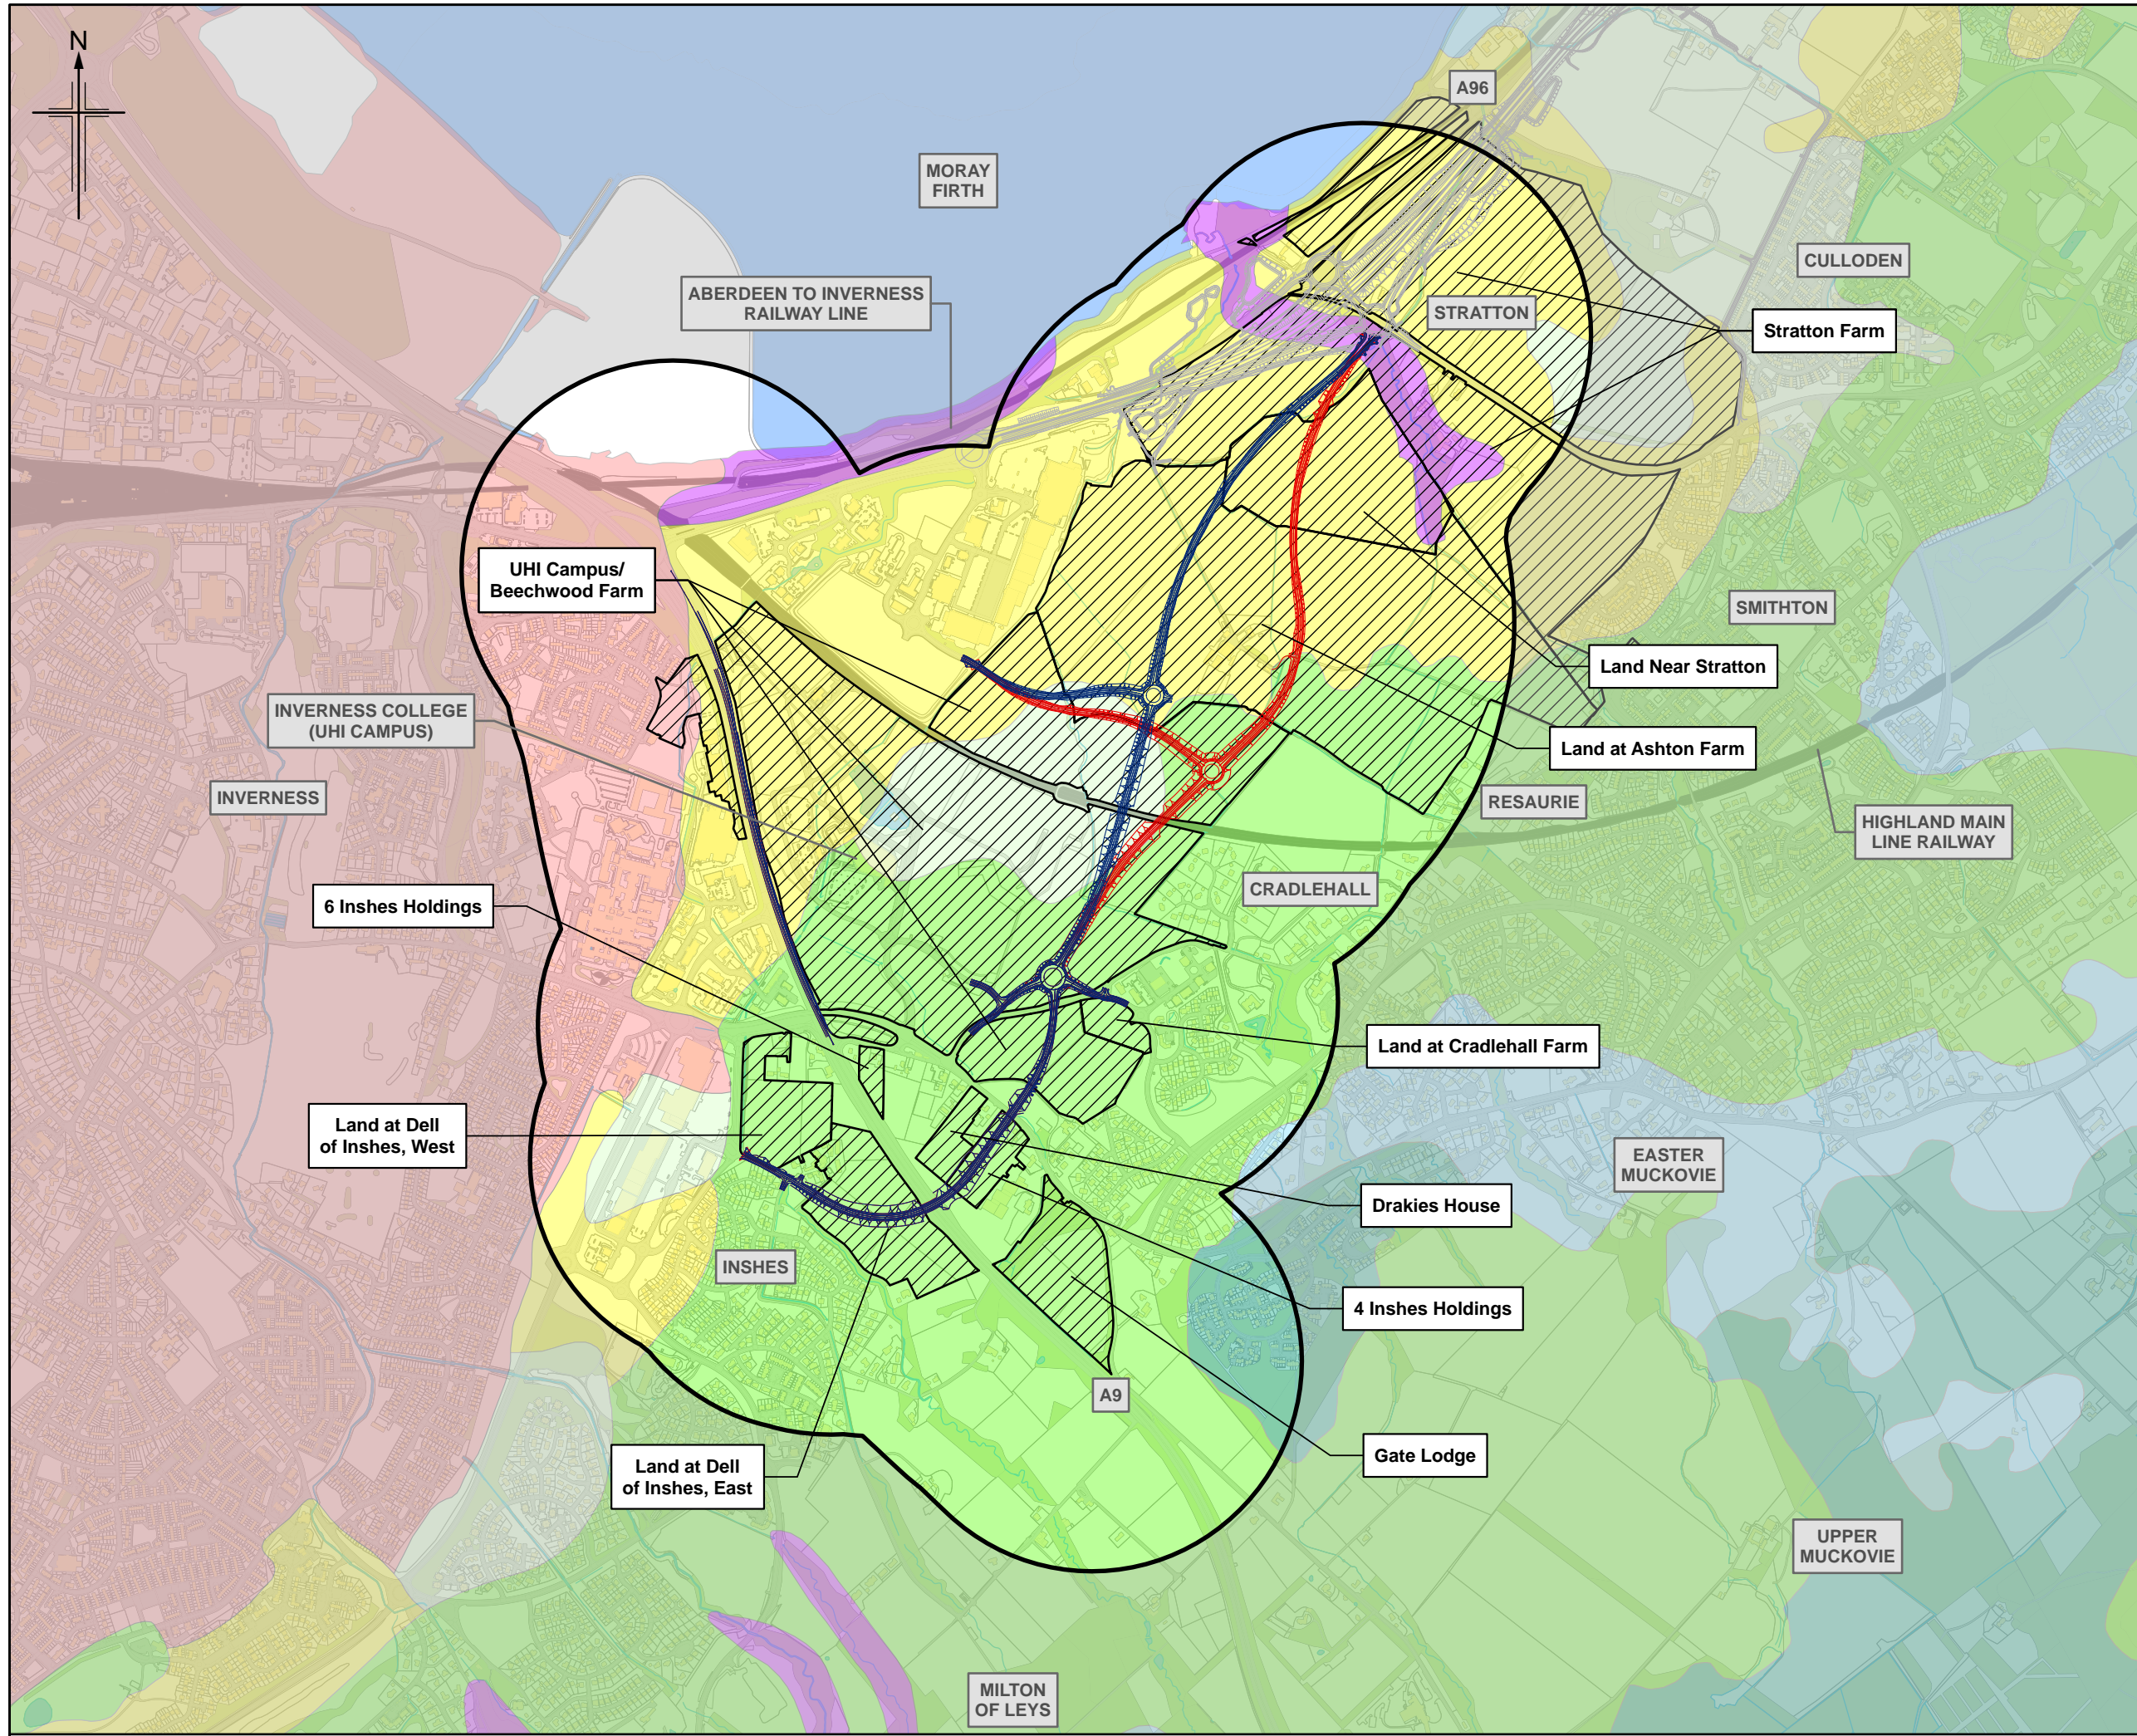 N
A96
MORAY
FIRTH
CULLODEN
ABERDEEN TO INVERNESS
RAILWAY LINE
STRATTON
Stratton Farm
UHI Campus/
Beechwood Farm
SMITHTON
Land Near Stratton
INVERNESS COLLEGE
(UHI CAMPUS)
Land at Ashton Farm
INVERNESS
RESAURIE
HIGHLAND MAIN
LINE RAILWAY
CRADLEHALL
6 Inshes Holdings
Land at Cradlehall Farm
Land at Dell
of Inshes, West
EASTER
MUCKOVIE
Drakies House
INSHES
4 Inshes Holdings
A9
Gate Lodge
Land at Dell
of Inshes, East
UPPER
MUCKOVIE
MILTON
OF LEYS